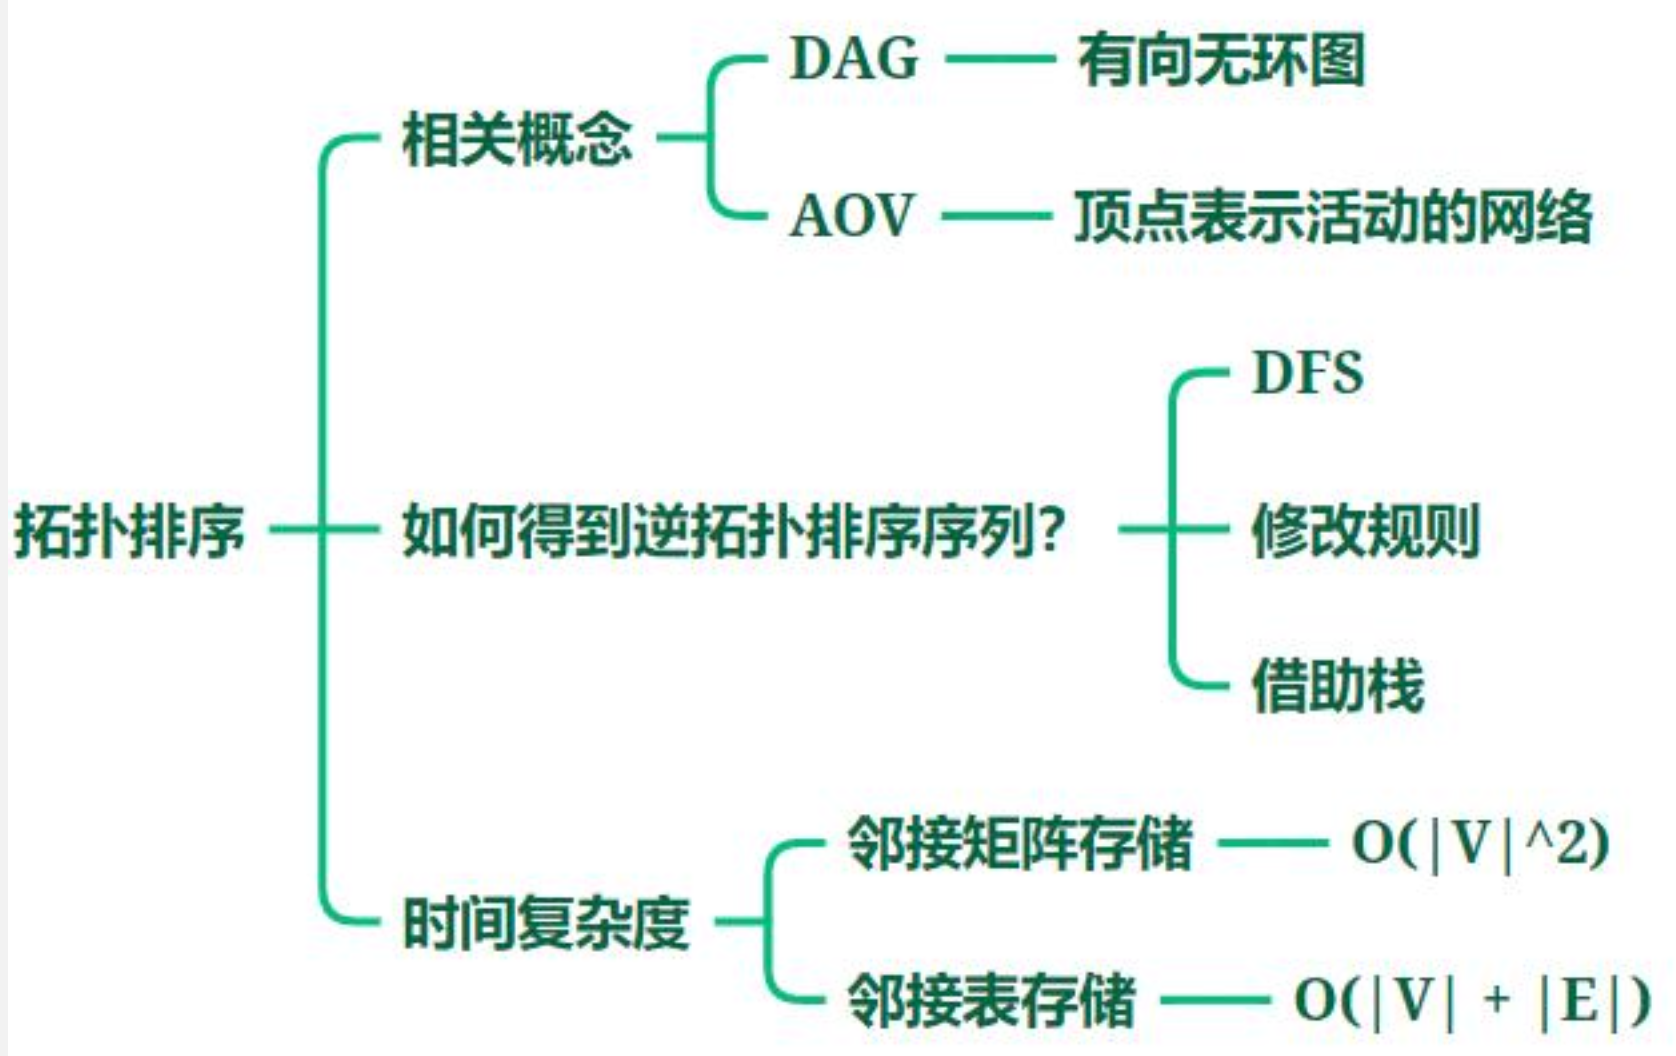 拓扑排序
相关概念
DAG
有向无环图
AOV
顶点表示活动的网络
如何得到逆拓扑排序序列？
DFS
修改规则
借助栈
时间复杂度
邻接矩阵存储
O(|V|^2)
邻接表存储
O(|V| + |E|)